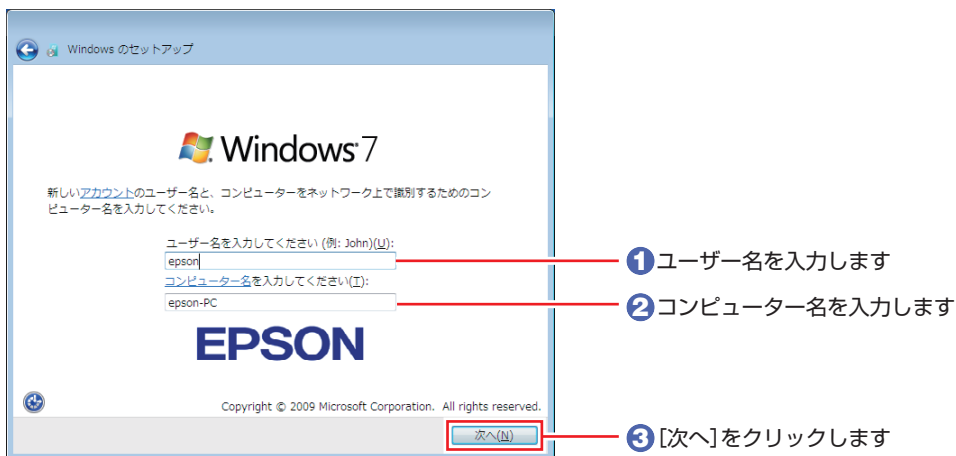 Windows のセットアップ
Windows 7
新しいアカウントのユーザー名と、コンピューターをネットワーク上で識別するためのコン
ピューター名を入力してください。
ユーザー名を入力してください (例: John)(U):
epson
コンピューター名を入力してください(T):
epson-PC
EPSON
Copyright © 2009 Microsoft Corporation. All rights reserved.
次へ(N)
1 ユーザー名を入力します
2 コンピューター名を入力します
3 [次へ]をクリックします